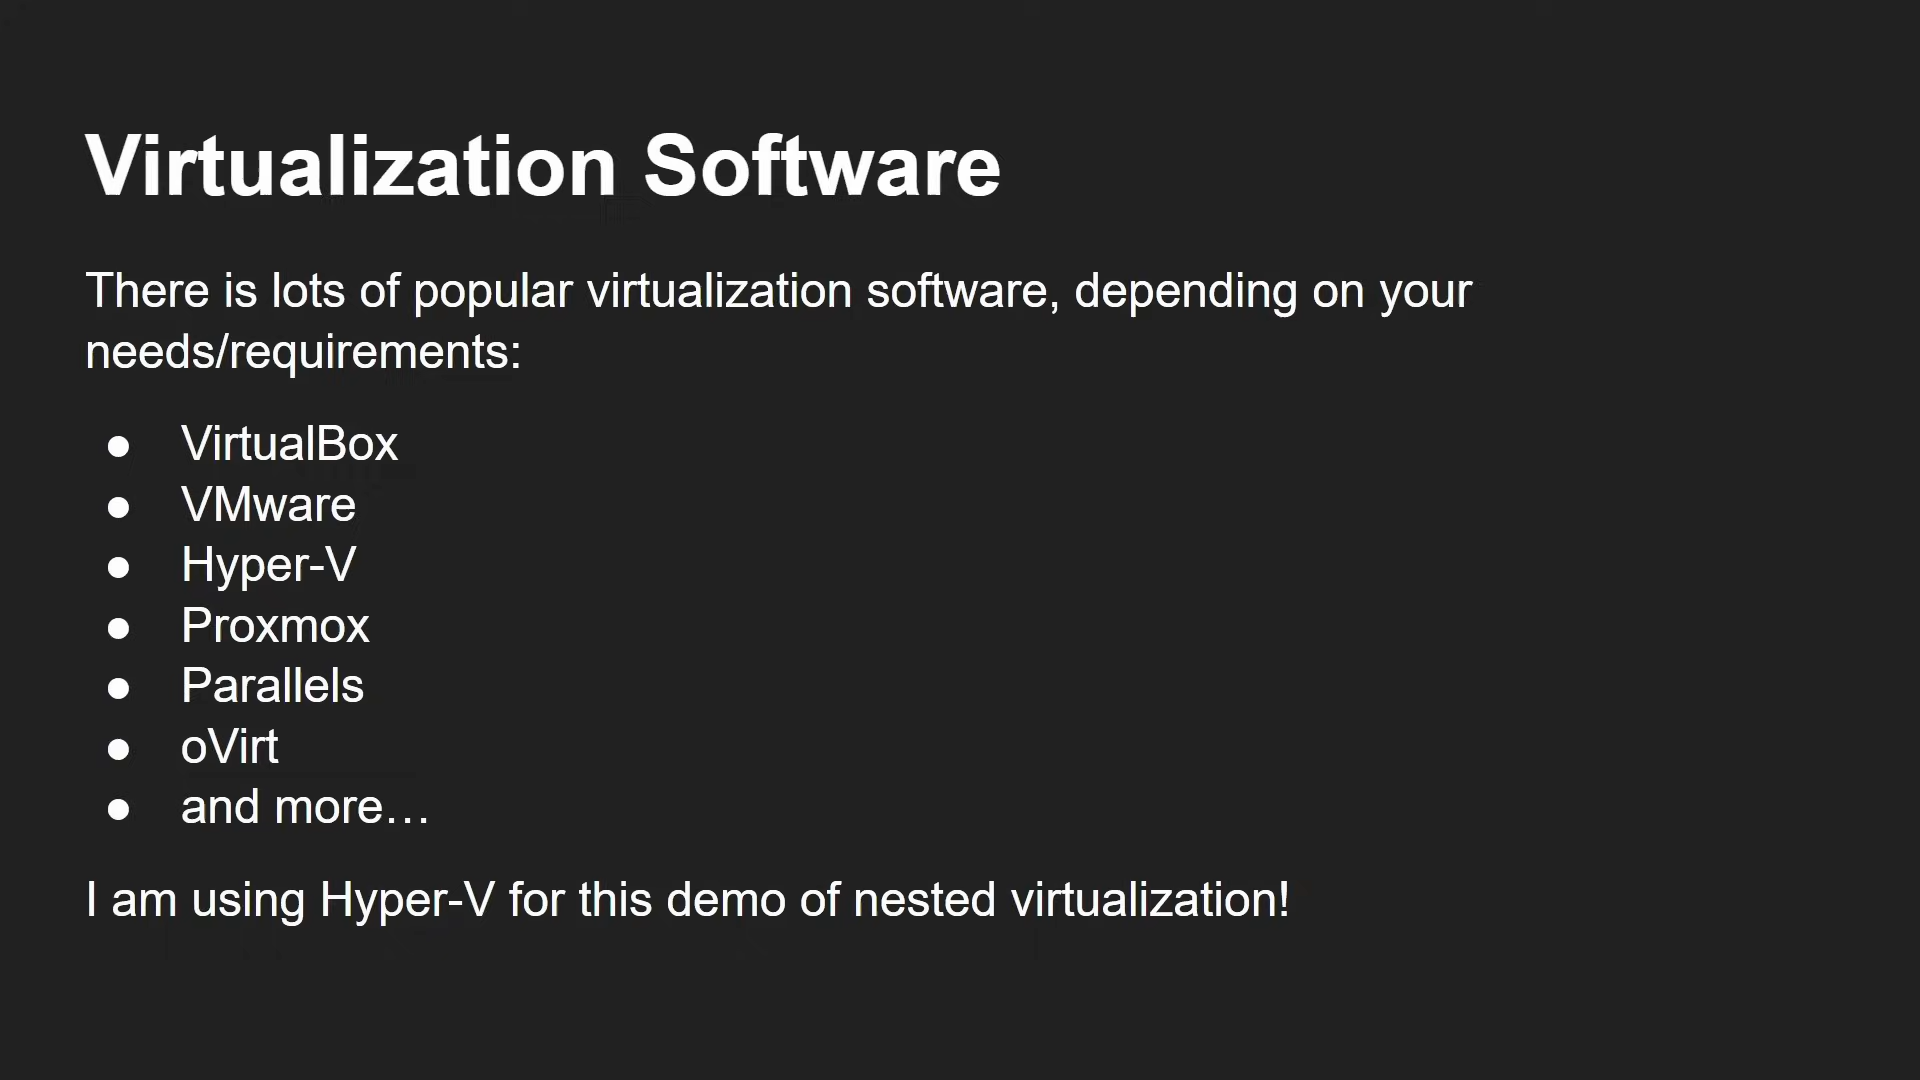 Virtualization Software
There is lots of popular virtualization software, depending on your
needs/requirements:
● VirtualBox
● VMware
● Hyper-V
● Proxmox
● Parallels
● oVirt
● and more…
I am using Hyper-V for this demo of nested virtualization!